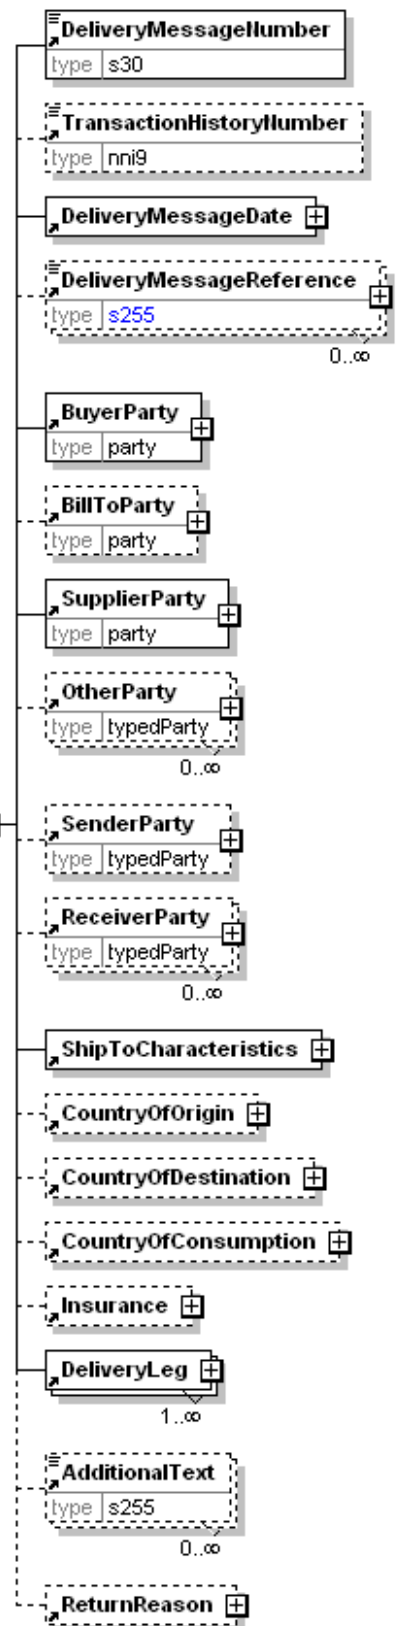 DeliveryMessageNumber
type s30
TransactionHistoryNumber
type nni9
DeliveryMessageDate
DeliveryMessageReference
type s255
0..∞
BuyerParty
type party
BillToParty
type party
SupplierParty
type party
OtherParty
type typedParty
0..∞
SenderParty
type typedParty
ReceiverParty
type typedParty
0..∞
ShipToCharacteristics
CountryOfOrigin
CountryOfDestination
CountryOfConsumption
Insurance
DeliveryLeg
1..∞
AdditionalText
type s255
0..∞
ReturnReason